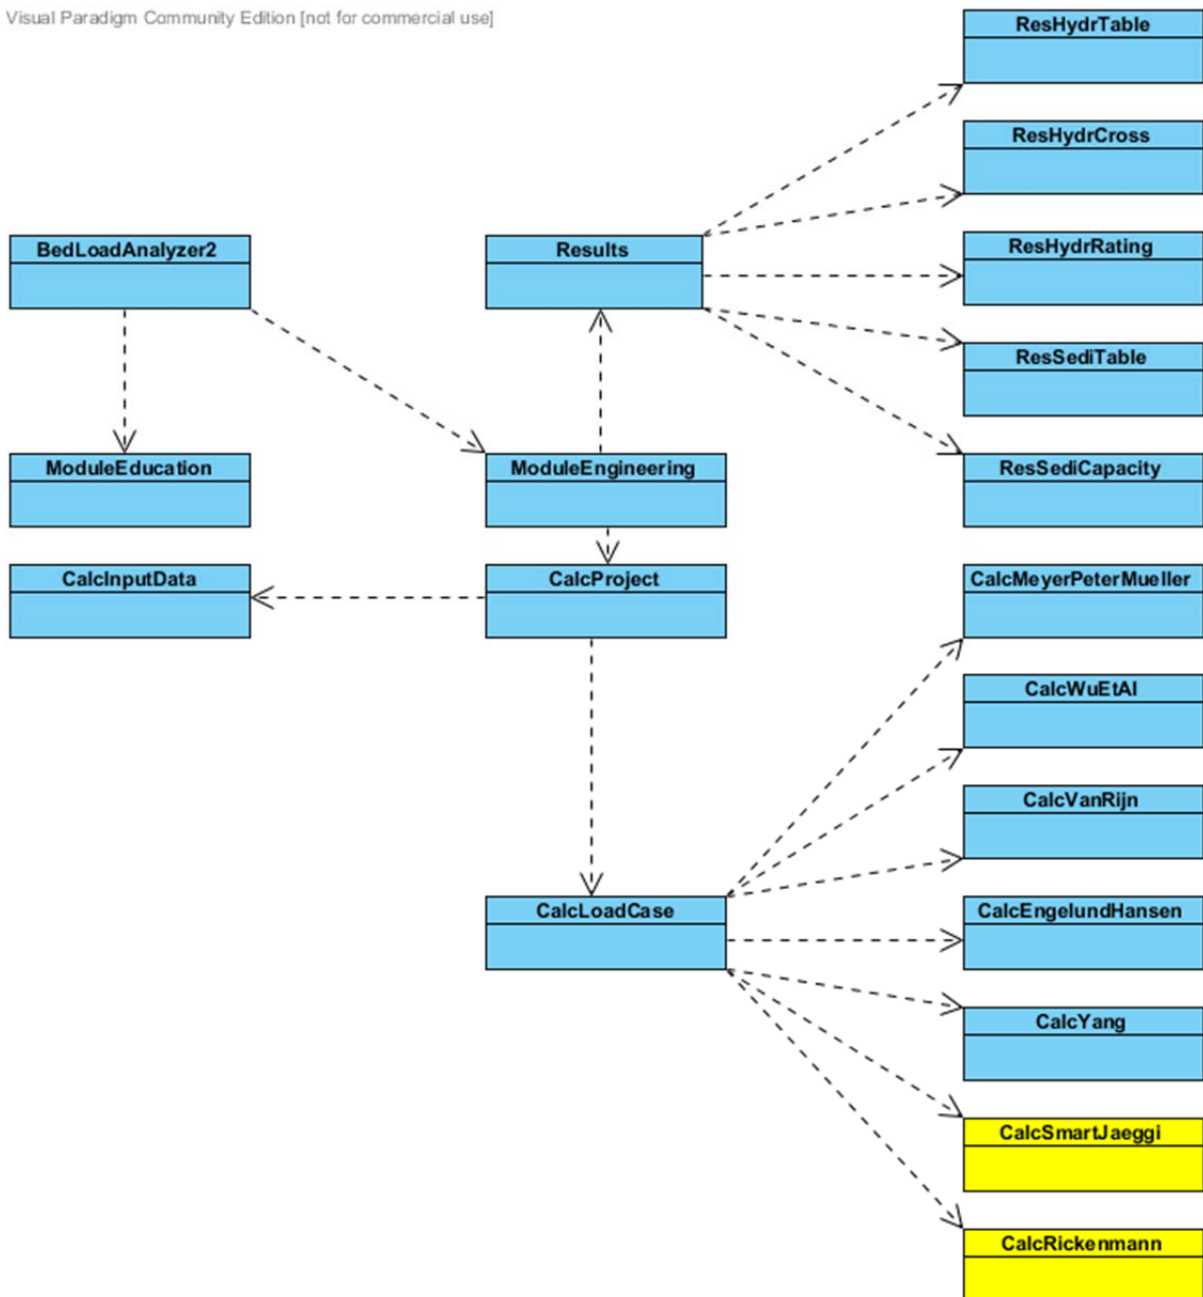 Visual Paradigm Community Edition [not for commercial use]
ResHydrTable
ResHydrCross
BedLoadAnalyzer2
Results
ResHydrRating
ResSediTable
ModuleEducation
ModuleEngineering
ResSediCapacity
CalcInputData
CalcProject
CalcMeyerPeterMueller
CalcWuEtAl
CalcVanRijn
CalcLoadCase
CalcEngelundHansen
CalcYang
CalcSmartJaeggi
CalcRickenmann